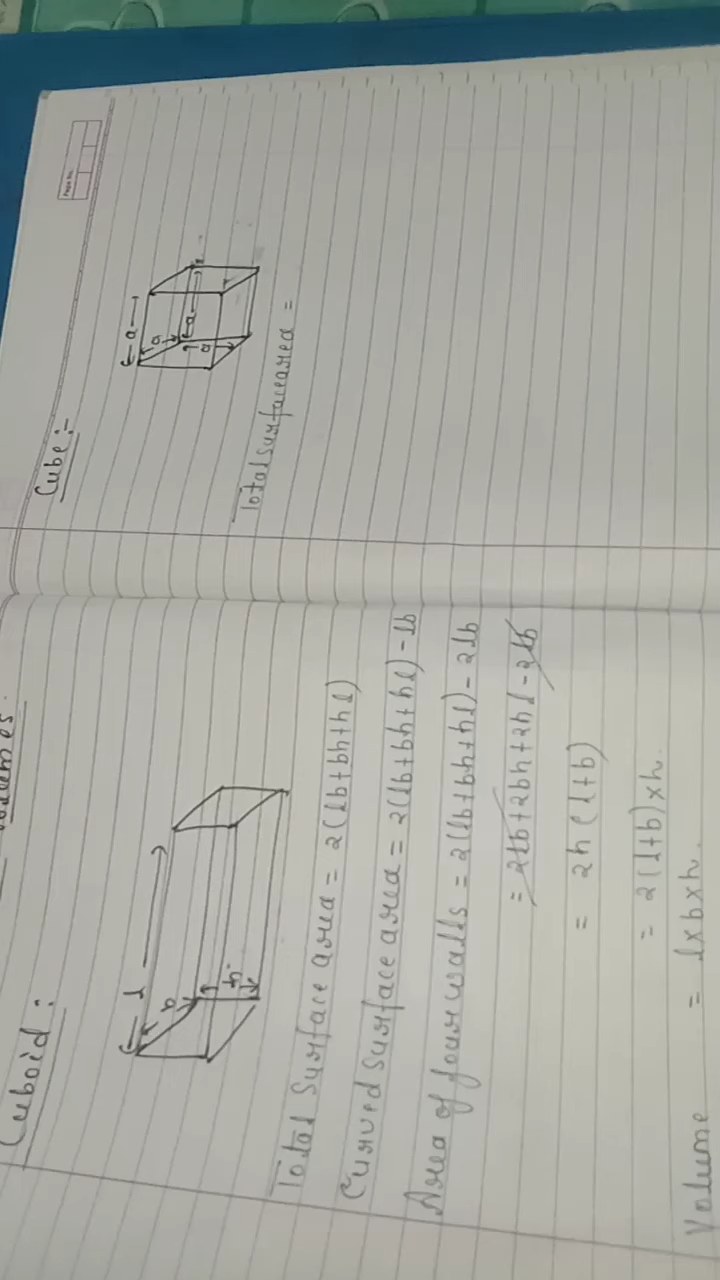 Cuboid :
l
b
h
Total Surface area = 2(lb+bh+hl)
Curved Surface area = 2(lb+bh+hl)-lb
Area of four walls = 2(lb+bh+hl)-2lb
= 2lb+2bh+2hl-2lb
= 2h(l+b)
= 2(l+b)×h.
Volume = l×b×h.
Cube:-
a
a
a
a
Total surface area =